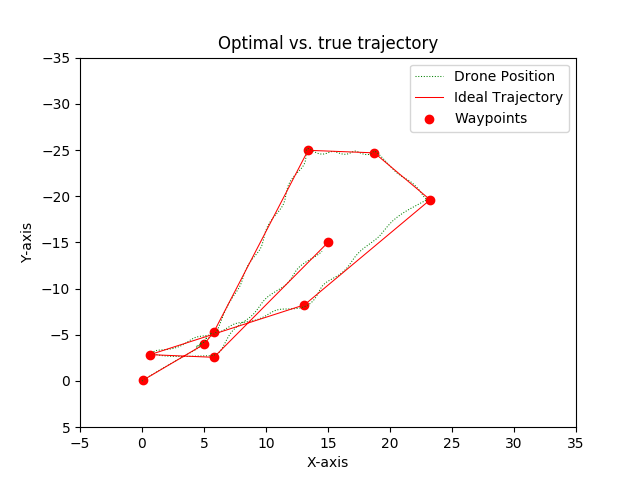 Optimal vs. true trajectory
Drone Position
Ideal Trajectory
Waypoints
Y-axis
−35
−30
−25
−20
−15
−10
−5
0
5
−5 0 5 10 15 20 25 30 35
X-axis